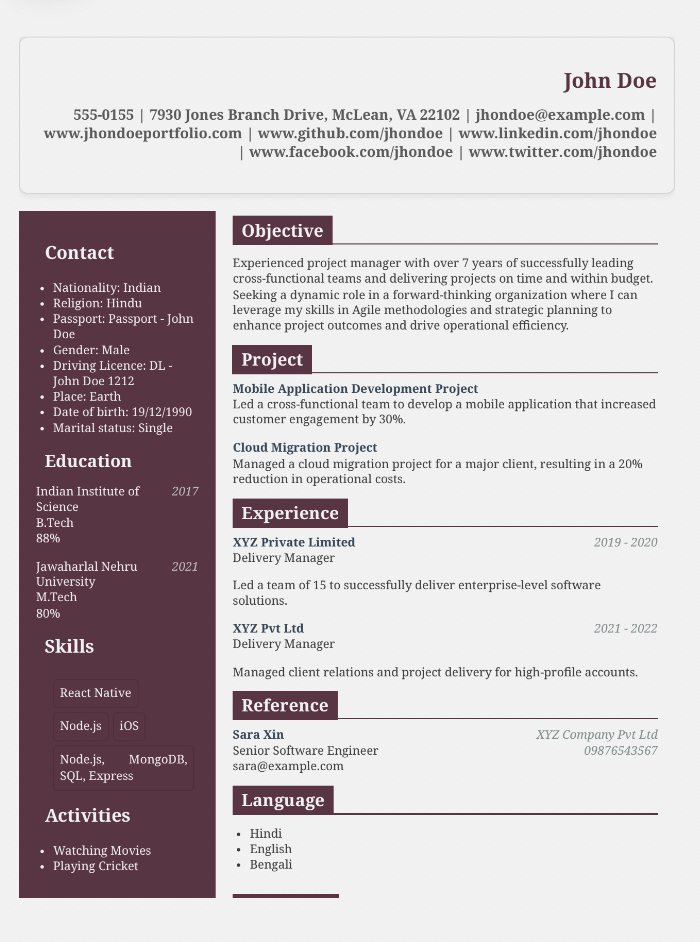 John Doe
555-0155 | 7930 Jones Branch Drive, McLean, VA 22102 | jhondoe@example.com |
www.jhondoeportfolio.com | www.github.com/jhondoe | www.linkedin.com/jhondoe
| www.facebook.com/jhondoe | www.twitter.com/jhondoe
Contact
• Nationality: Indian
• Religion: Hindu
• Passport: Passport - John
Doe
• Gender: Male
• Driving Licence: DL -
John Doe 1212
• Place: Earth
• Date of birth: 19/12/1990
• Marital status: Single
Education
Indian Institute of 2017
Science
B.Tech
88%
Jawaharlal Nehru 2021
University
M.Tech
80%
Skills
React Native
Node.js iOS
Node.js, MongoDB,
SQL, Express
Activities
• Watching Movies
• Playing Cricket
Objective
Experienced project manager with over 7 years of successfully leading
cross-functional teams and delivering projects on time and within budget.
Seeking a dynamic role in a forward-thinking organization where I can
leverage my skills in Agile methodologies and strategic planning to
enhance project outcomes and drive operational efficiency.
Project
Mobile Application Development Project
Led a cross-functional team to develop a mobile application that increased
customer engagement by 30%.
Cloud Migration Project
Managed a cloud migration project for a major client, resulting in a 20%
reduction in operational costs.
Experience
XYZ Private Limited 2019 - 2020
Delivery Manager
Led a team of 15 to successfully deliver enterprise-level software
solutions.
XYZ Pvt Ltd 2021 - 2022
Delivery Manager
Managed client relations and project delivery for high-profile accounts.
Reference
Sara Xin XYZ Company Pvt Ltd
Senior Software Engineer 09876543567
sara@example.com
Language
• Hindi
• English
• Bengali